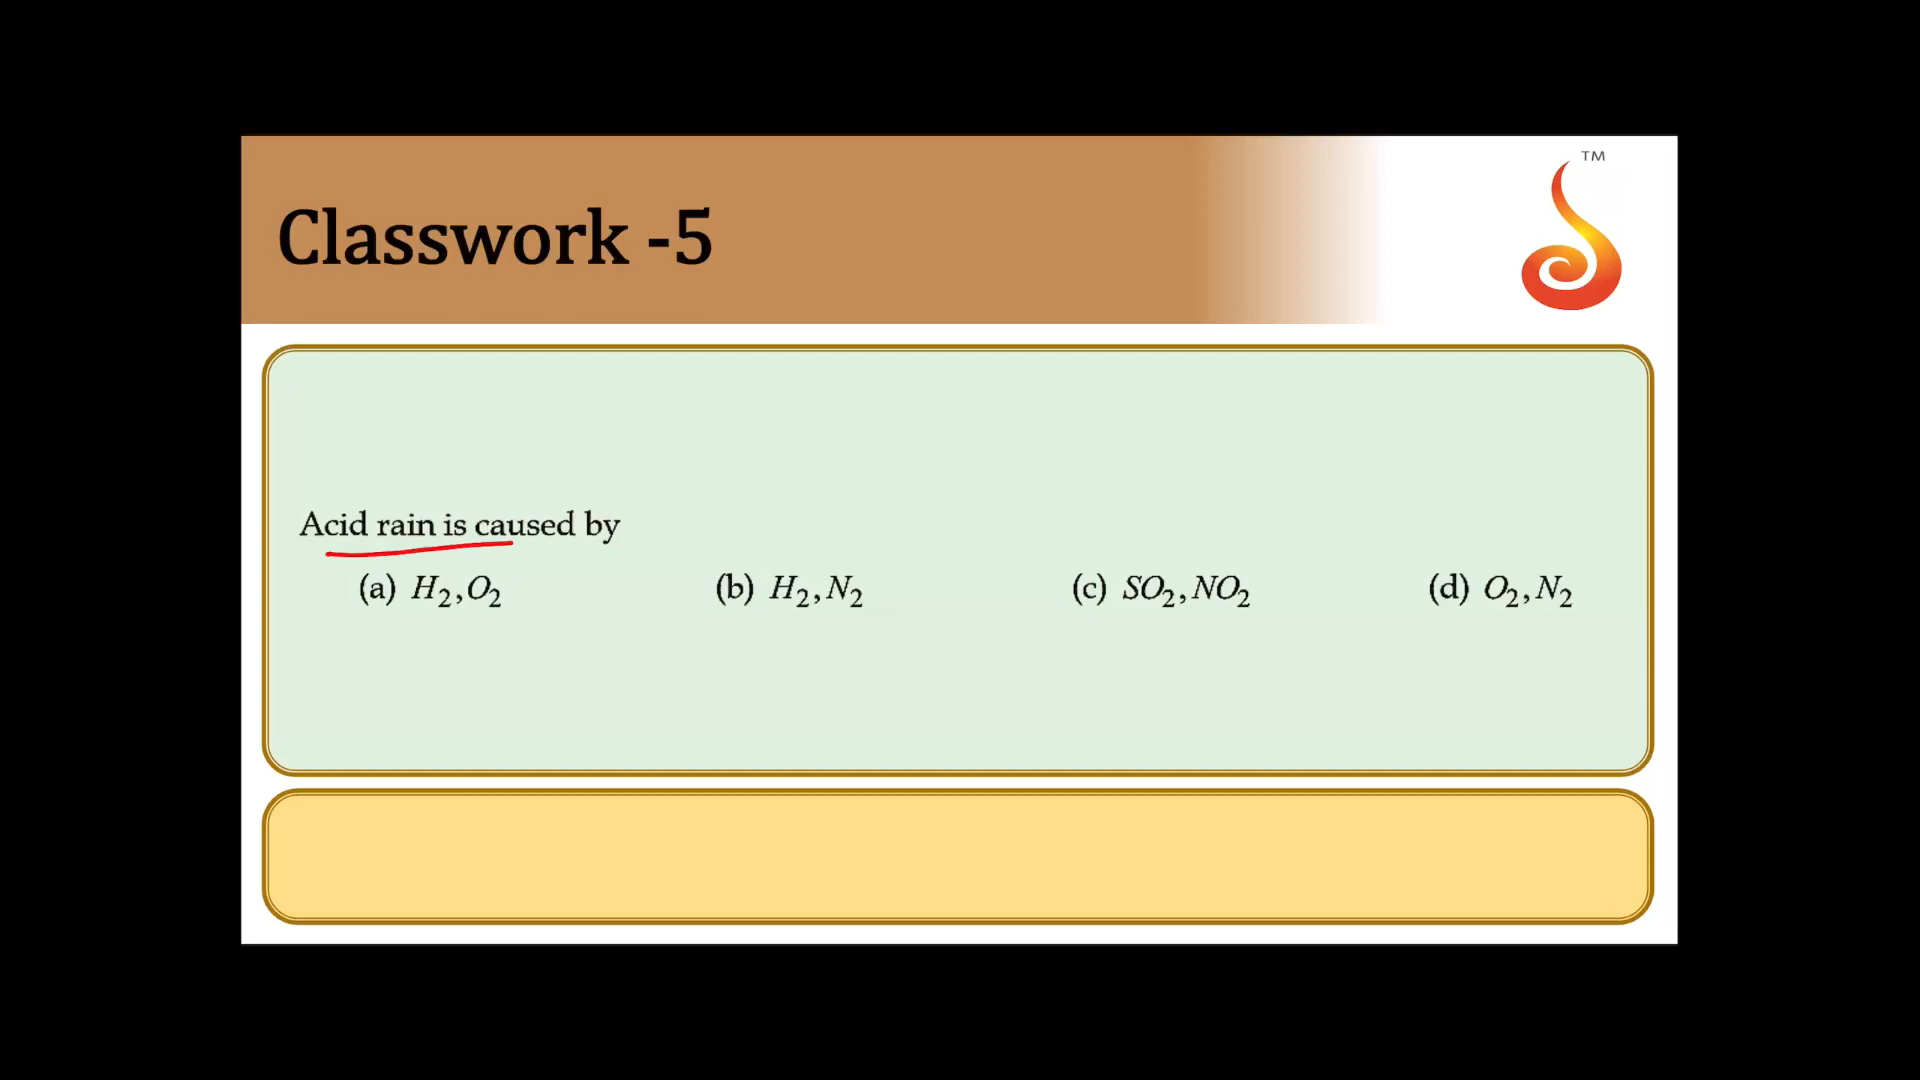 TM
Classwork -5
Acid rain is caused by
(a) H₂,O₂ (b) H₂,N₂ (c) SO₂,NO₂ (d) O₂,N₂